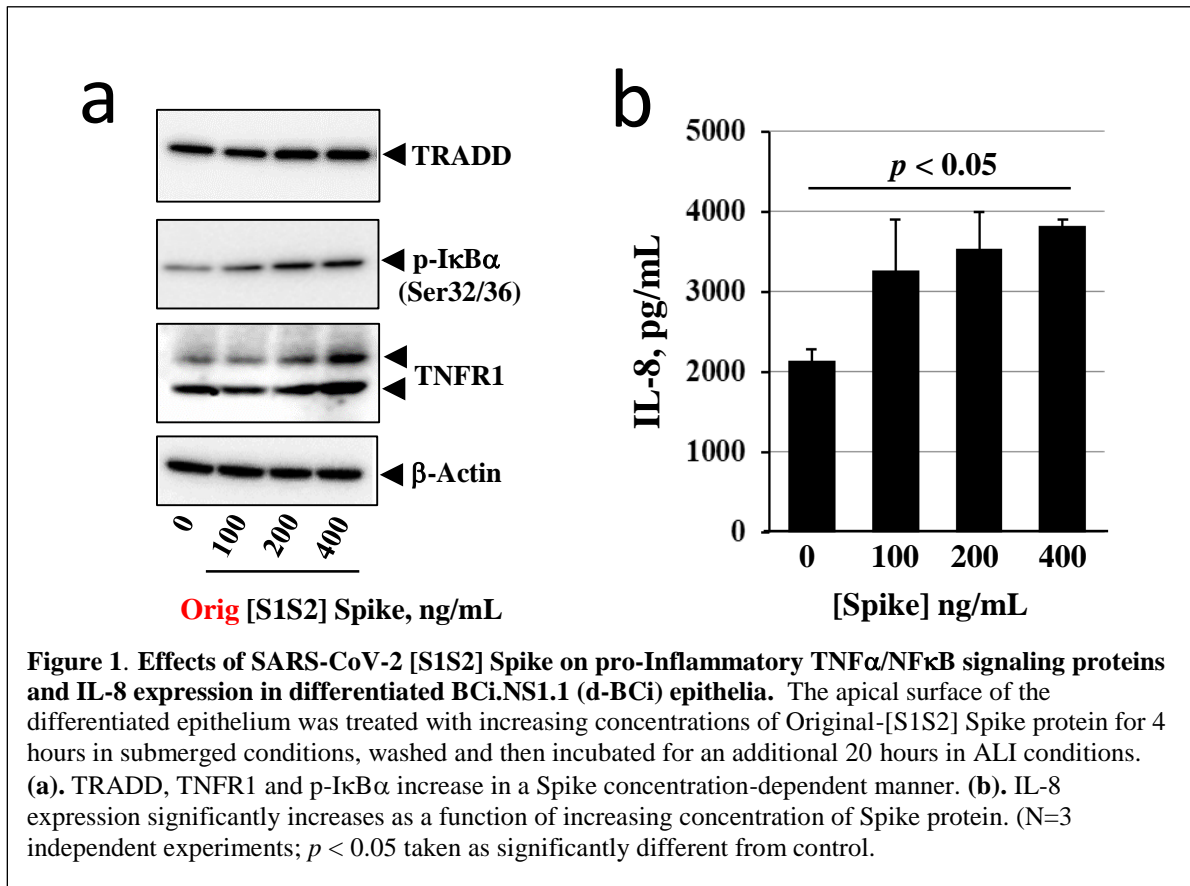 a
TRADD
p-IκBα
(Ser32/36)
TNFR1
β-Actin
0
100
200
400
Orig [S1S2] Spike, ng/mL
b
5000
4000
3000
2000
1000
0
IL-8, pg/mL
p < 0.05
0 100 200 400
[Spike] ng/mL
Figure 1. Effects of SARS-CoV-2 [S1S2] Spike on pro-Inflammatory TNFα/NFκB signaling proteins
and IL-8 expression in differentiated BCi.NS1.1 (d-BCi) epithelia. The apical surface of the
differentiated epithelium was treated with increasing concentrations of Original-[S1S2] Spike protein for 4
hours in submerged conditions, washed and then incubated for an additional 20 hours in ALI conditions.
(a). TRADD, TNFR1 and p-IκBα increase in a Spike concentration-dependent manner. (b). IL-8
expression significantly increases as a function of increasing concentration of Spike protein. (N=3
independent experiments; p < 0.05 taken as significantly different from control.